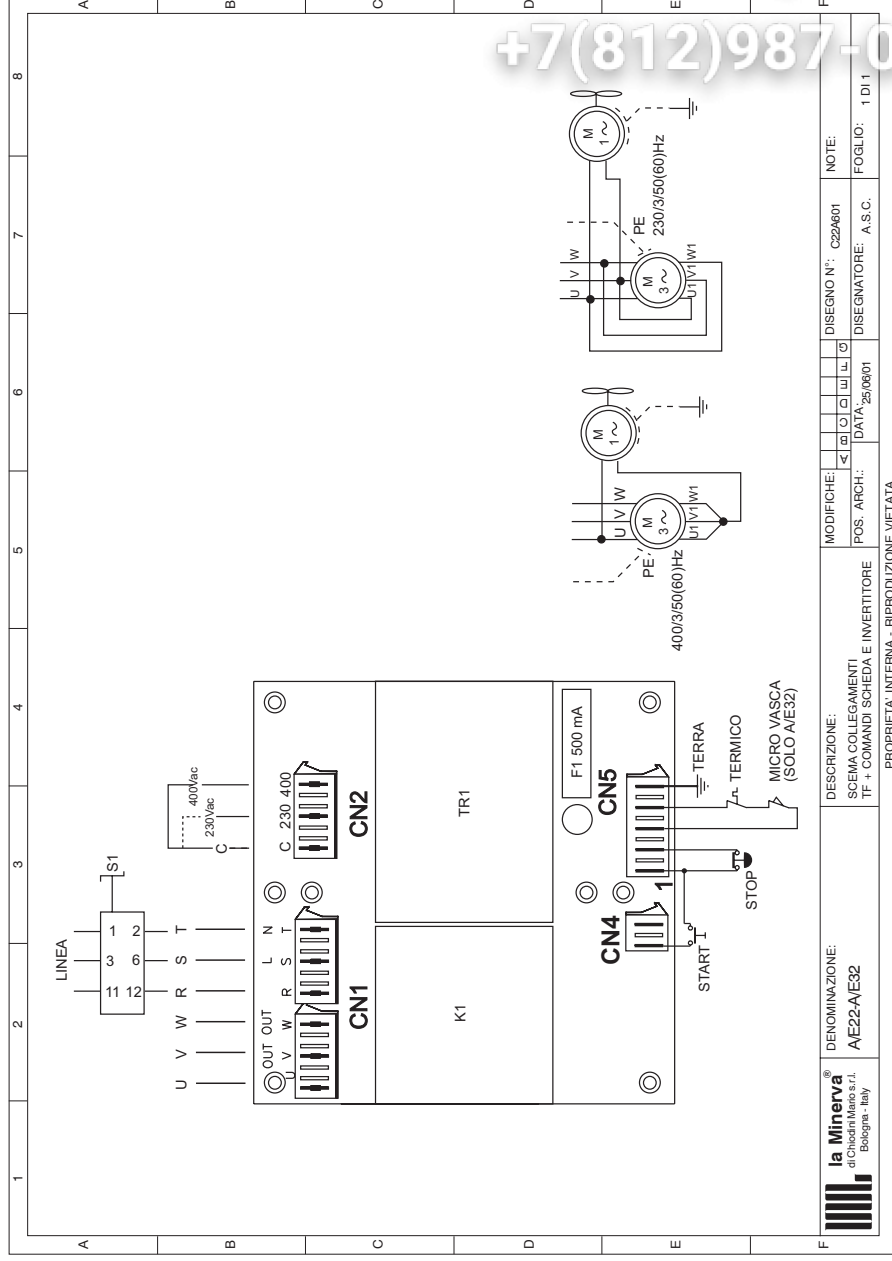 +7(812)987-0
1 2 3 4 5 6 7 8
A
B
C
D
E
F
A
B
C
D
E
F
LINEA
S1
11 3 1
12 6 2
U V W R S T
400Vac
230Vac
C
OUT OUT L N
U V W R S T
C 230 400
CN1
CN2
K1
TR1
F1 500 mA
CN4
CN5
1
START
STOP
TERRA
TERMICO
MICRO VASCA
(SOLO A/E32)
U V W
PE
M
3~
U1 V1 W1
400/3/50(60)Hz
M
1~
U V W
PE
M
3~
U1 V1 W1
230/3/50(60)Hz
M
1~
la Minerva®
di Chiodini Mario s.r.l.
Bologna - Italy
DENOMINAZIONE:
A/E22-A/E32
DESCRIZIONE:
SCEMA COLLEGAMENTI
TF + COMANDI SCHEDA E INVERTITORE
MODIFICHE:
A B C D E F G
POS. ARCH.:
DATA:
25/06/01
DISEGNO N°: C22A601
DISEGNATORE: A.S.C.
NOTE:
FOGLIO: 1 DI 1
PROPRIETA' INTERNA - RIPRODUZIONE VIETATA